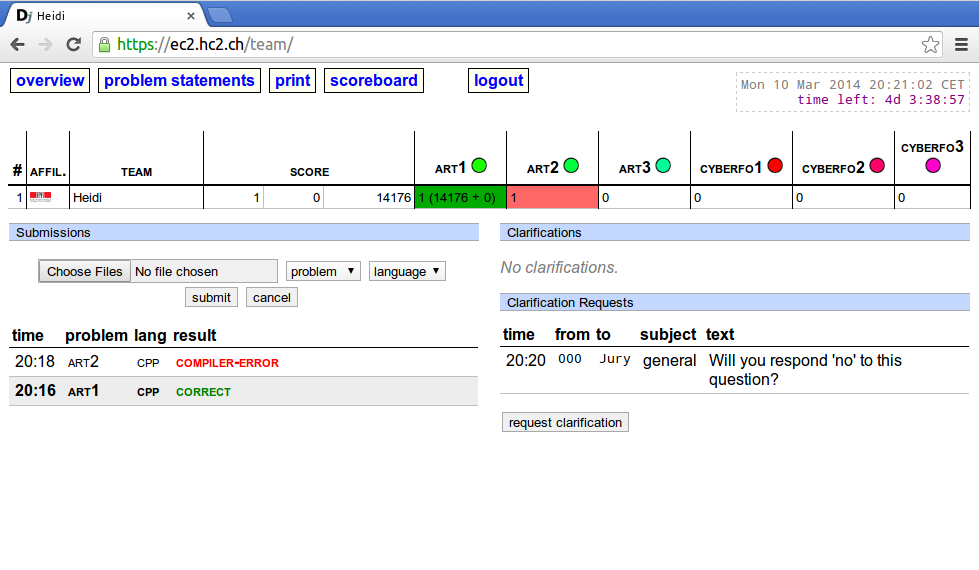 Dj Heidi ×
https://ec2.hc2.ch/team/
overview problem statements print scoreboard logout
Mon 10 Mar 2014 20:21:02 CET
time left: 4d 3:38:57
# AFFIL. TEAM SCORE ART1 ART2 ART3 CYBERFO1 CYBERFO2 CYBERFO3
1 Heidi 1 0 14176 1 (14176 + 0) 1 0 0 0 0
Submissions
Choose Files No file chosen problem ▼ language ▼
submit cancel
time problem lang result
20:18 ART2 CPP COMPILER-ERROR
20:16 ART1 CPP CORRECT
Clarifications
No clarifications.
Clarification Requests
time from to subject text
20:20 000 Jury general Will you respond 'no' to this
question?
request clarification